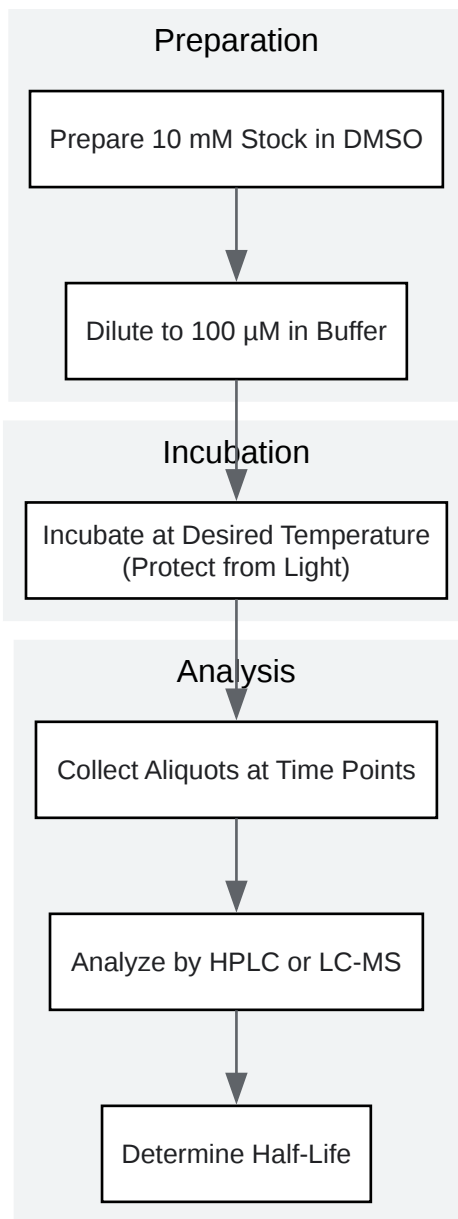 Preparation
Prepare 10 mM Stock in DMSO
Dilute to 100 µM in Buffer
Incubation
Incubate at Desired Temperature
(Protect from Light)
Analysis
Collect Aliquots at Time Points
Analyze by HPLC or LC-MS
Determine Half-Life